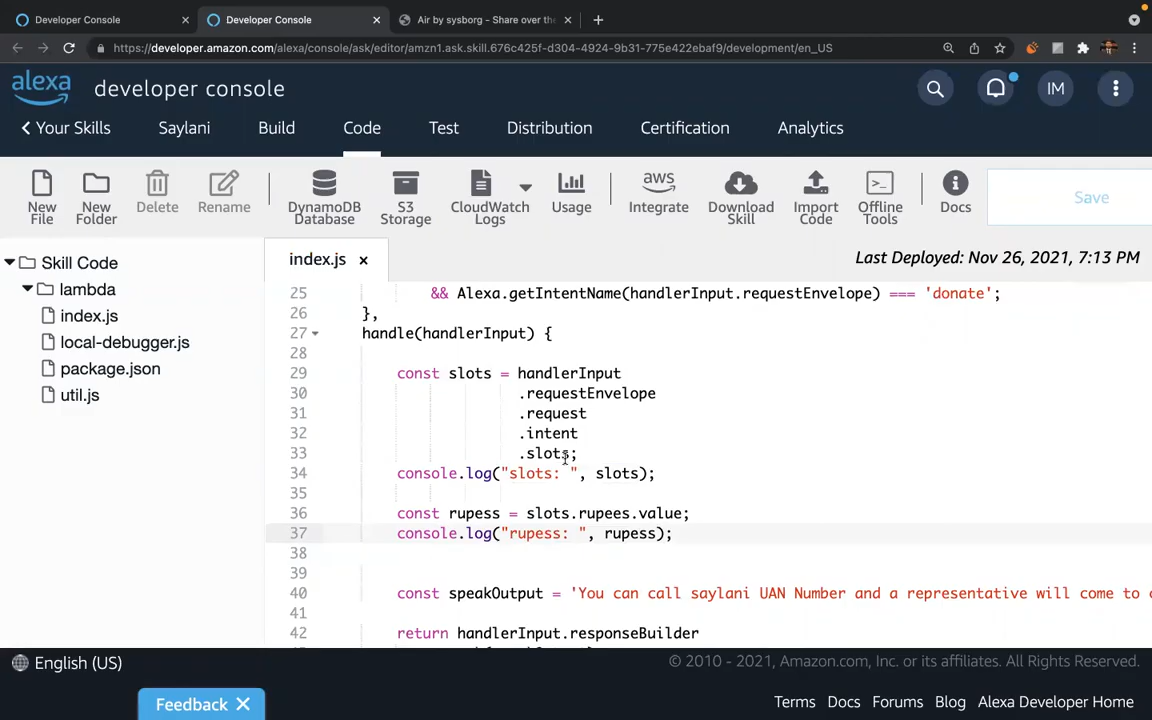 Developer Console
Developer Console
Air by sysborg - Share over the
https://developer.amazon.com/alexa/console/ask/editor/amzn1.ask.skill.676c425f-d304-4924-9b31-775e422ebaf9/development/en_US
alexa developer console
IM
Your Skills Saylani Build Code Test Distribution Certification Analytics
New File
New Folder
Delete
Rename
DynamoDB Database
S3 Storage
CloudWatch Logs
Usage
aws
Integrate
Download Skill
Import Code
Offline Tools
Docs
Save
Skill Code
lambda
index.js
local-debugger.js
package.json
util.js
index.js
Last Deployed: Nov 26, 2021, 7:13 PM
25 && Alexa.getIntentName(handlerInput.requestEnvelope) === 'donate';
26 },
27 handle(handlerInput) {
28
29 const slots = handlerInput
30 .requestEnvelope
31 .request
32 .intent
33 .slots;
34 console.log("slots: ", slots);
35
36 const rupess = slots.rupees.value;
37 console.log("rupess: ", rupess);
38
39
40 const speakOutput = 'You can call saylani UAN Number and a representative will come to
41
42 return handlerInput.responseBuilder
English (US)
© 2010 - 2021, Amazon.com, Inc. or its affiliates. All Rights Reserved.
Feedback
Terms Docs Forums Blog Alexa Developer Home